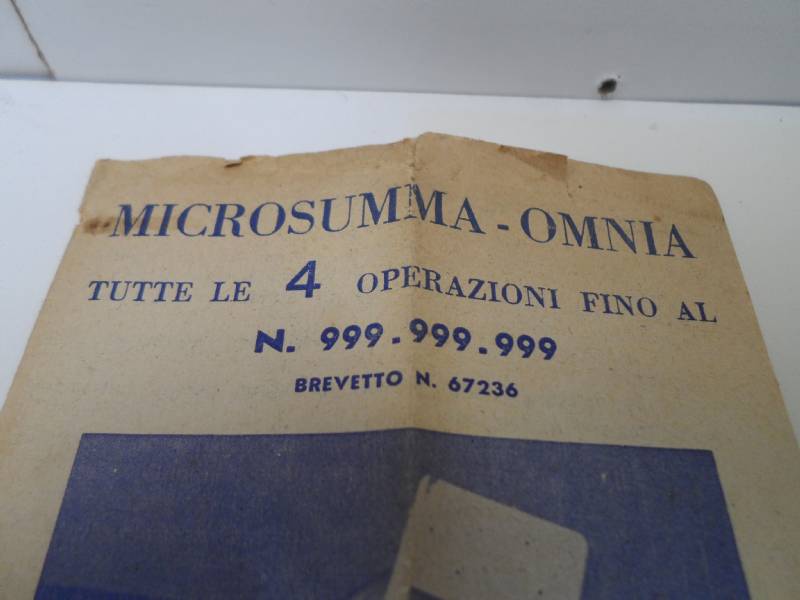 MICROSUMMA - OMNIA
TUTTE LE 4 OPERAZIONI FINO AL
N. 999.999.999
BREVETTO N. 67236